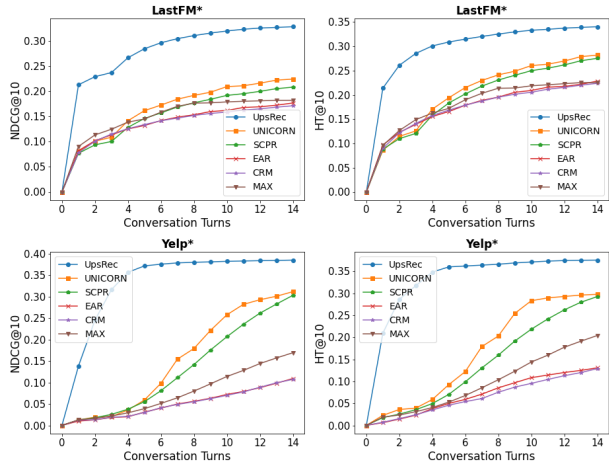 LastFM*
NDCG@10
0.30
0.25
0.20
0.15
0.10
0.05
0.00
UpsRec
UNICORN
SCPR
EAR
CRM
MAX
0 2 4 6 8 10 12 14
Conversation Turns
LastFM*
HT@10
0.35
0.30
0.25
0.20
0.15
0.10
0.05
0.00
UpsRec
UNICORN
SCPR
EAR
CRM
MAX
0 2 4 6 8 10 12 14
Conversation Turns
Yelp*
NDCG@10
0.40
0.35
0.30
0.25
0.20
0.15
0.10
0.05
0.00
UpsRec
UNICORN
SCPR
EAR
CRM
MAX
0 2 4 6 8 10 12 14
Conversation Turns
Yelp*
HT@10
0.35
0.30
0.25
0.20
0.15
0.10
0.05
0.00
UpsRec
UNICORN
SCPR
EAR
CRM
MAX
0 2 4 6 8 10 12 14
Conversation Turns